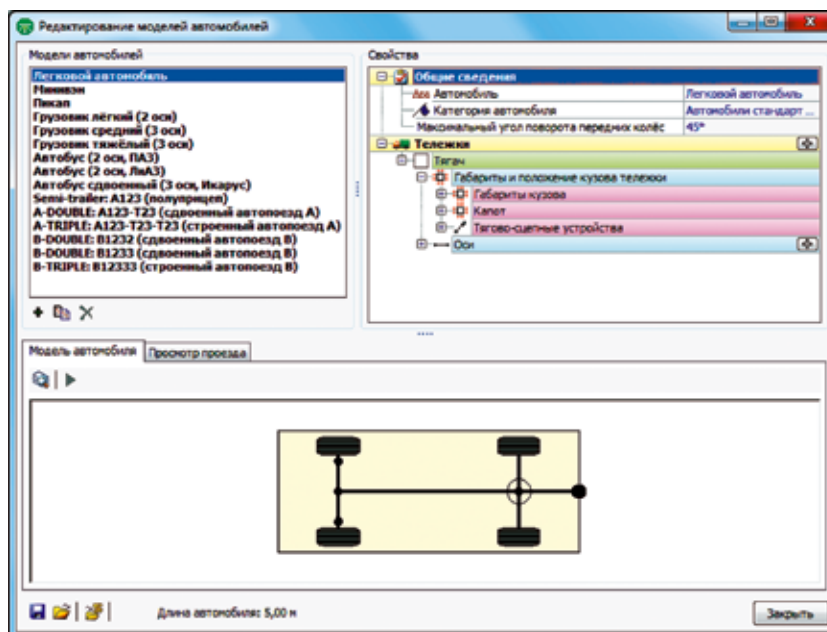 Редактирование моделей автомобилей
Модели автомобилей
Легковой автомобиль
Минивэн
Пикап
Грузовик лёгкий (2 оси)
Грузовик средний (3 оси)
Грузовик тяжёлый (3 оси)
Автобус (2 оси, ПАЗ)
Автобус (2 оси, ЛиАЗ)
Автобус сдвоенный (3 оси, Икарус)
Semi-trailer: A123 (полуприцеп)
A-DOUBLE: A123-T23 (сдвоенный автопоезд A)
A-TRIPLE: A123-T23-T23 (строенный автопоезд A)
B-DOUBLE: B1232 (сдвоенный автопоезд B)
B-DOUBLE: B1233 (сдвоенный автопоезд B)
B-TRIPLE: B12333 (строенный автопоезд B)
Свойства
Общие сведения
Абв Автомобиль Легковой автомобиль
Категория автомобиля Автомобили стандарт ...
Максимальный угол поворота передних колёс 45°
Тележки
Тягач
Габариты и положение кузова тележки
Габариты кузова
Капот
Тягово-сцепные устройства
Оси
Модель автомобиля Просмотр проезда
Длина автомобиля: 5,00 м
Закрыть